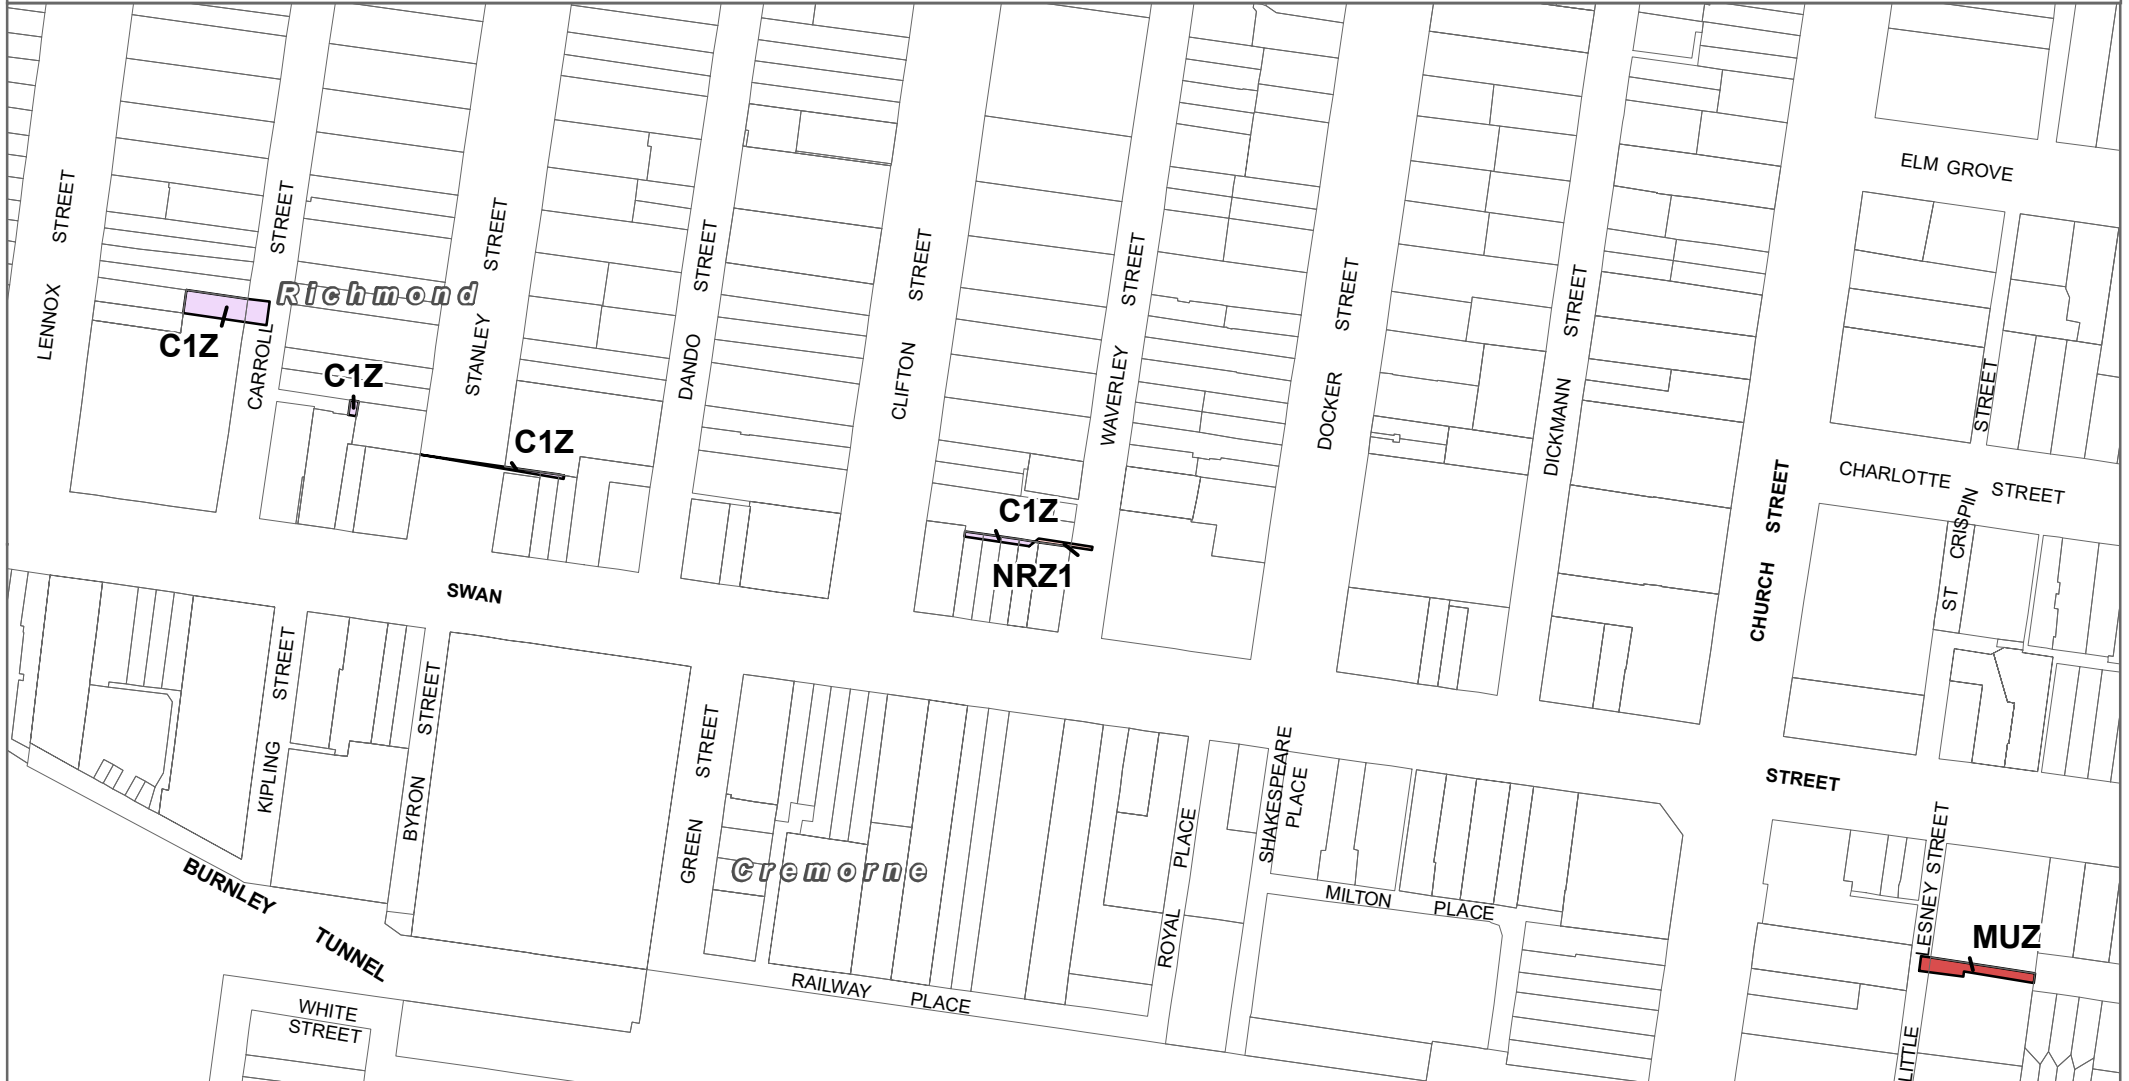 ELM GROVE
LENNOX STREET
CARROLL STREET
Richmond
STANLEY STREET
DANDO STREET
CLIFTON STREET
WAVERLEY STREET
DOCKER STREET
DICKMANN STREET
CHURCH STREET
C1Z
C1Z
C1Z
C1Z
NRZ1
CHARLOTTE STREET
ST CRISPIN STREET
SWAN STREET
KIPLING STREET
BYRON STREET
GREEN STREET
Cremorne
ROYAL PLACE
SHAKESPEARE
PLACE
MILTON PLACE
LITTLE LESNEY STREET
MUZ
BURNLEY TUNNEL
RAILWAY PLACE
WHITE
STREET